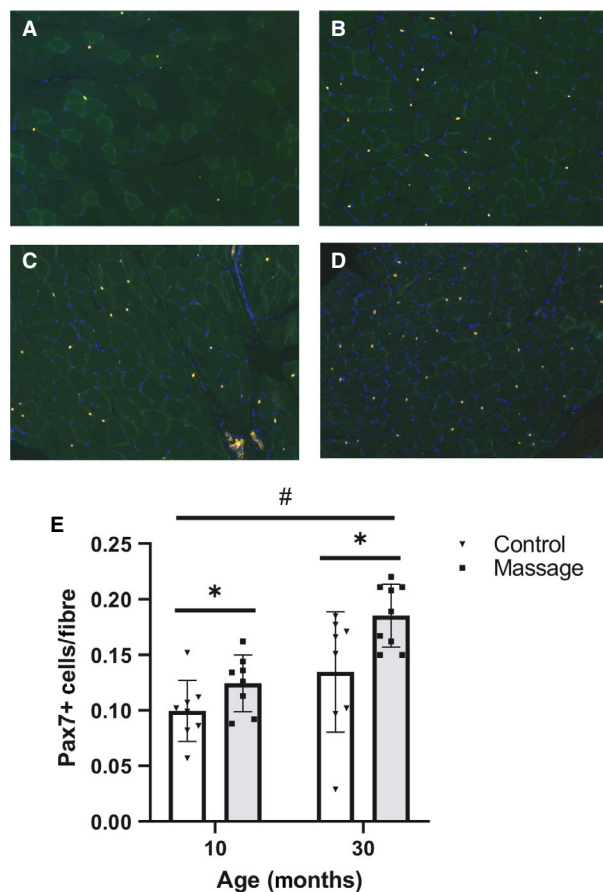 A
B
C
D
E
#
*
*
Control
Massage
0.25
0.20
0.15
0.10
0.05
0.00
Pax7+ cells/fibre
10
30
Age (months)